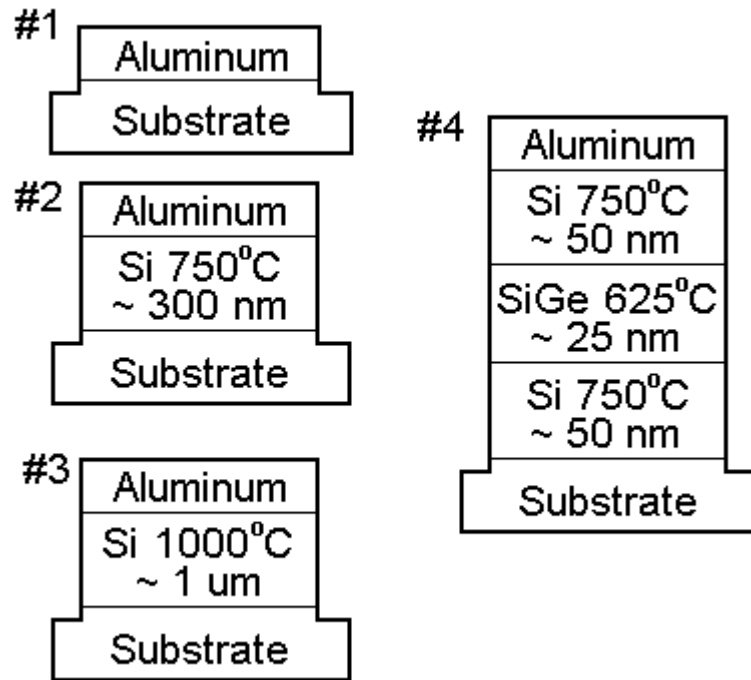 #1
Aluminum
Substrate
#2
Aluminum
Si 750°C
~ 300 nm
Substrate
#3
Aluminum
Si 1000°C
~ 1 um
Substrate
#4
Aluminum
Si 750°C
~ 50 nm
SiGe 625°C
~ 25 nm
Si 750°C
~ 50 nm
Substrate